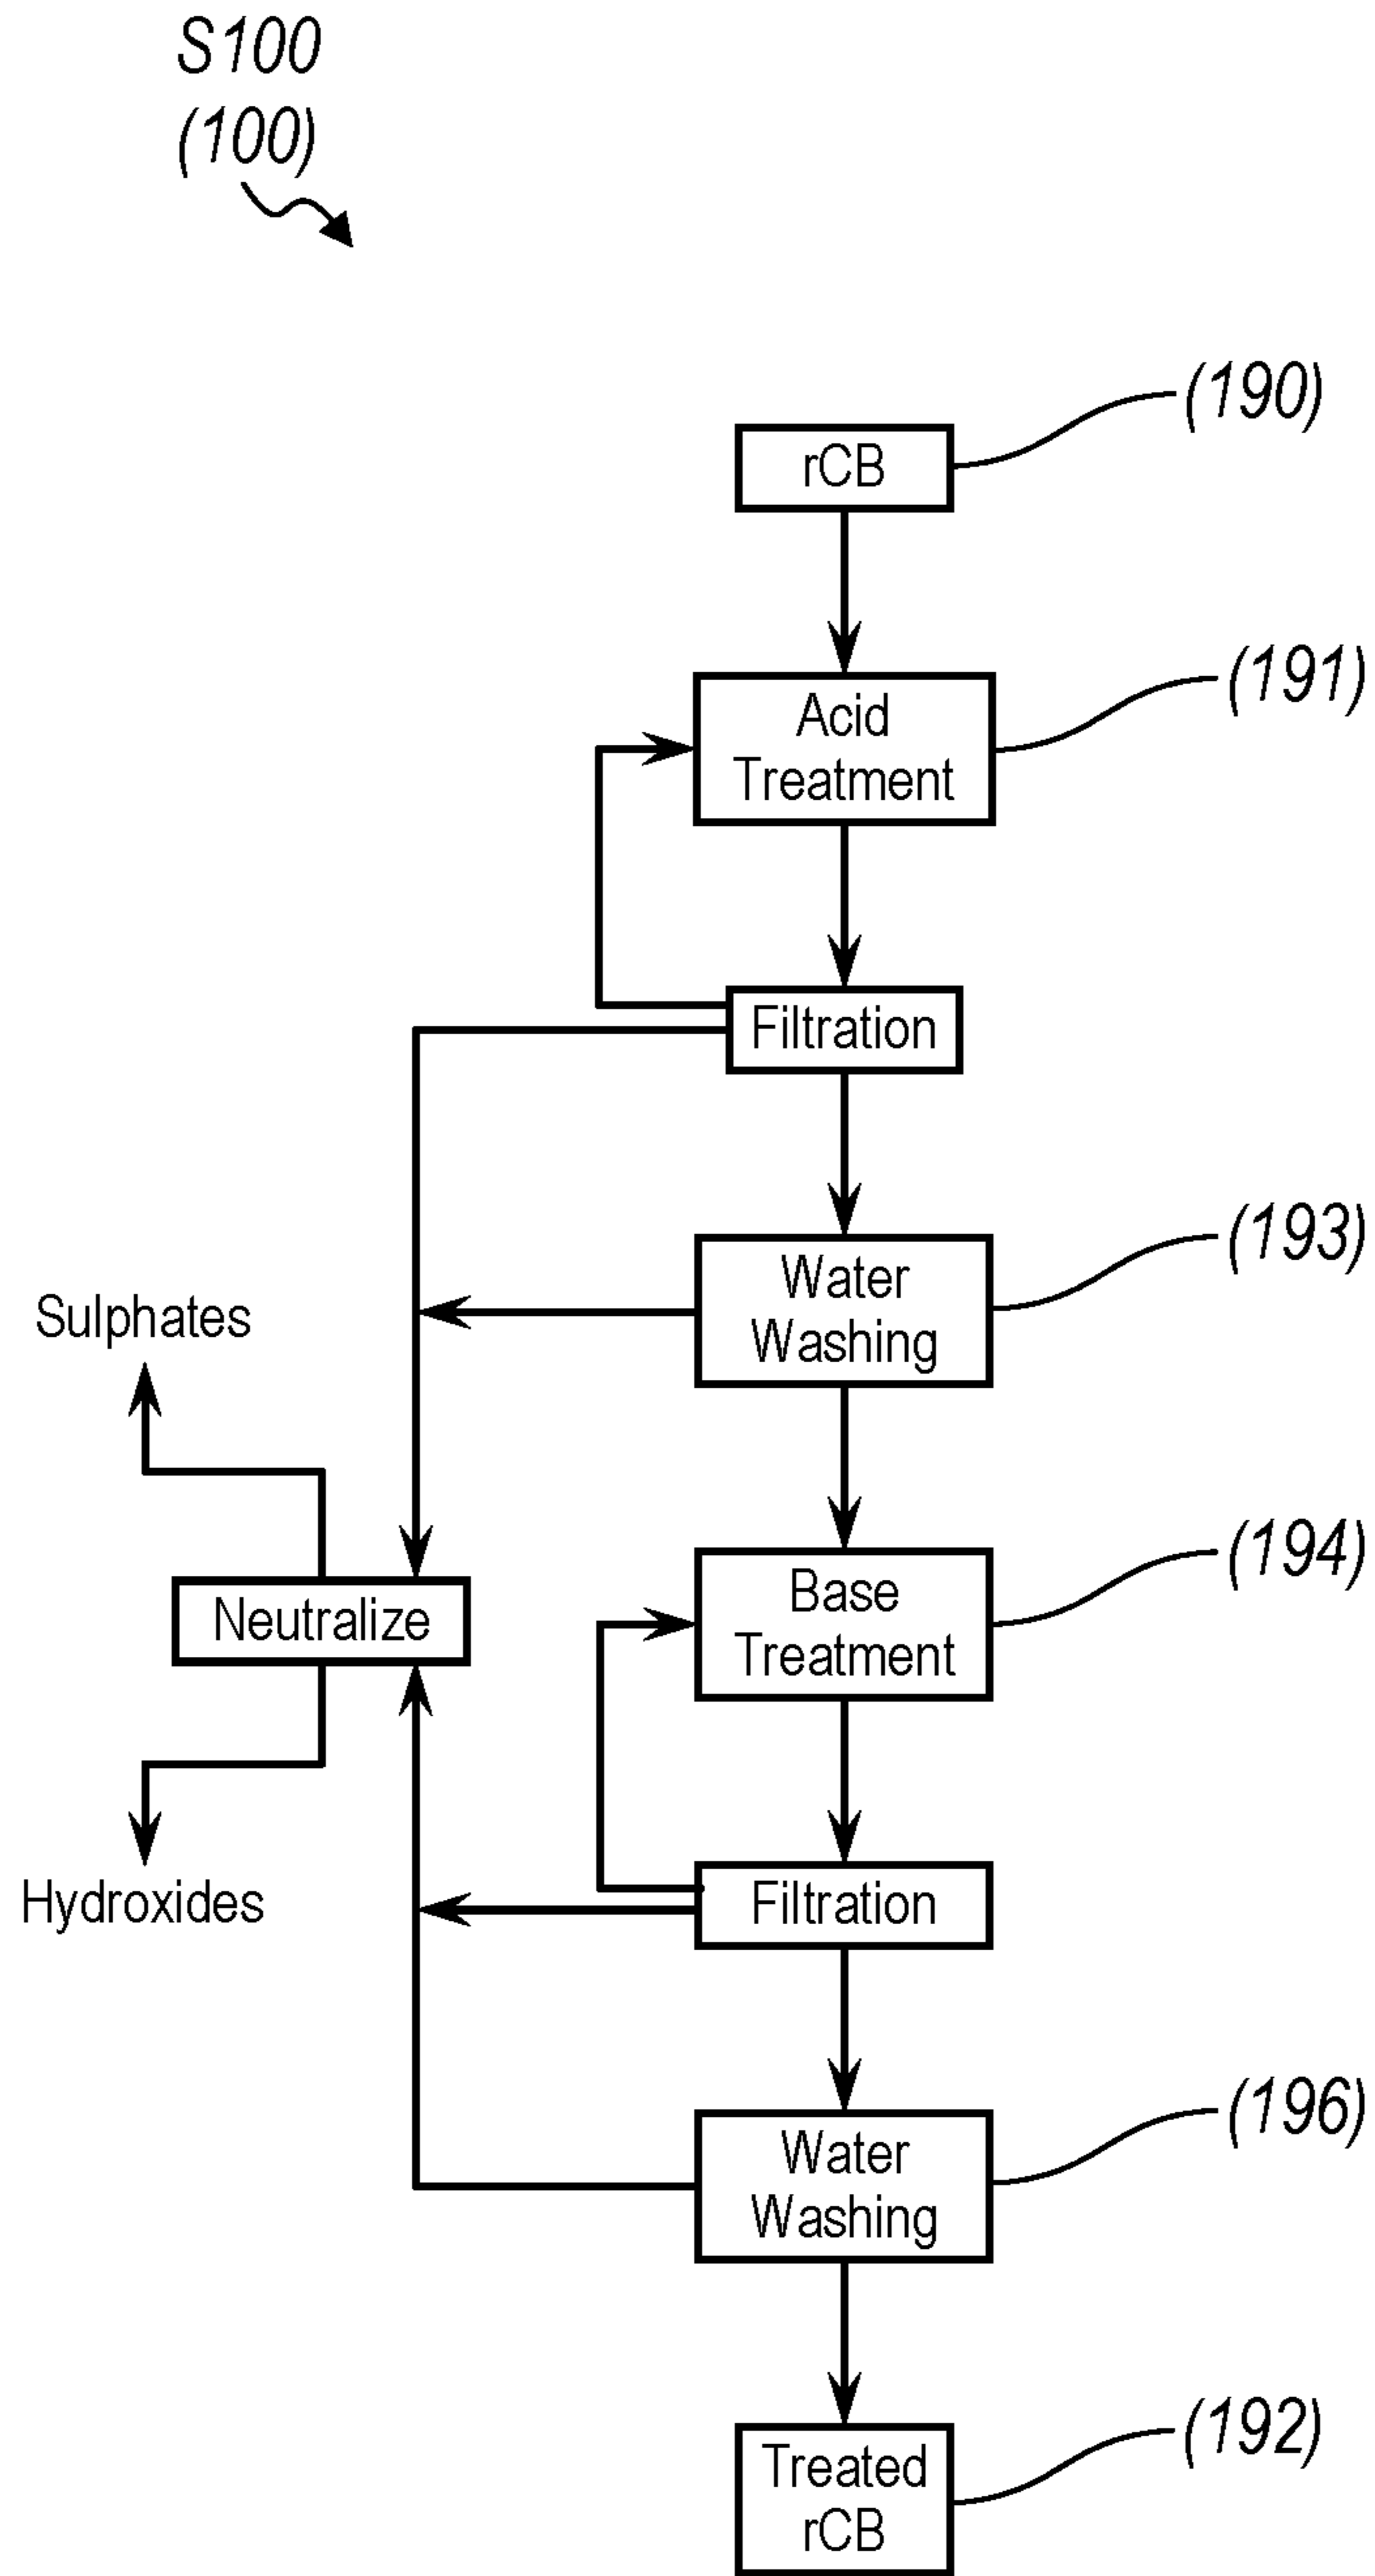 S100
(100)
(190)
rCB
(191)
Acid
Treatment
Filtration
(193)
Water
Washing
Sulphates
(194)
Base
Treatment
Neutralize
Filtration
Hydroxides
(196)
Water
Washing
(192)
Treated
rCB